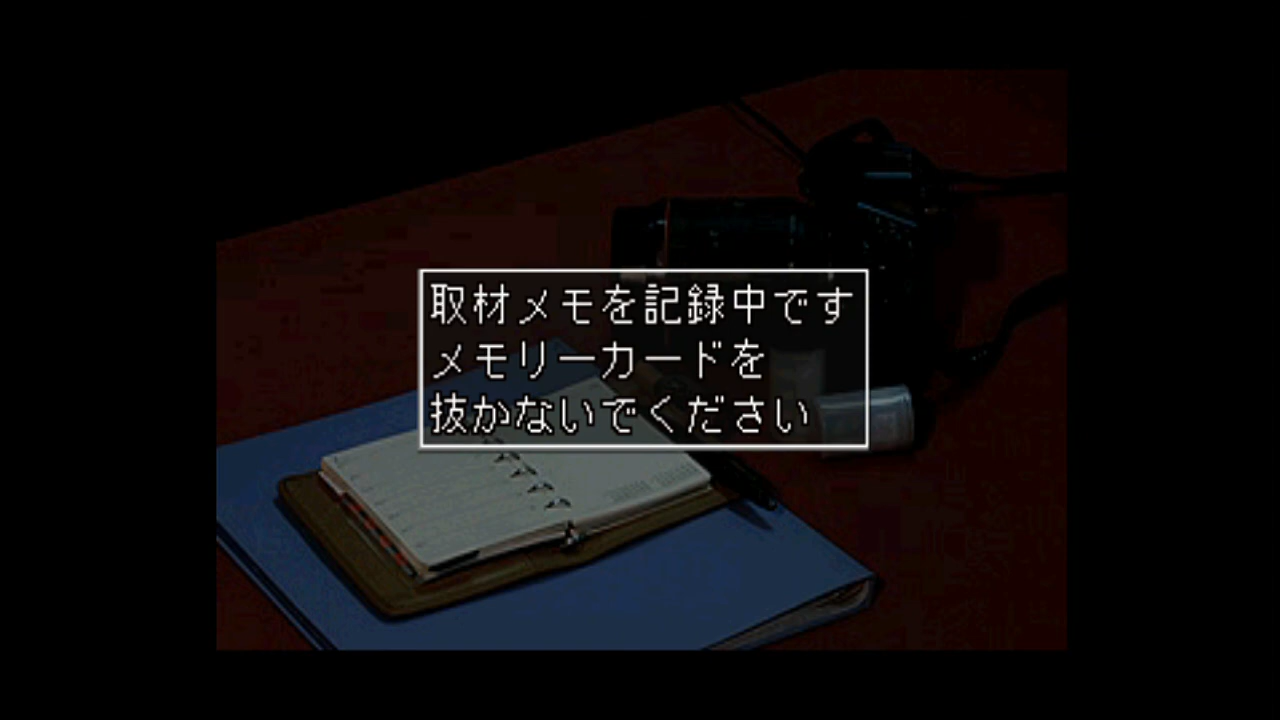 取材メモを記録中です
メモリーカードを
抜かないでください